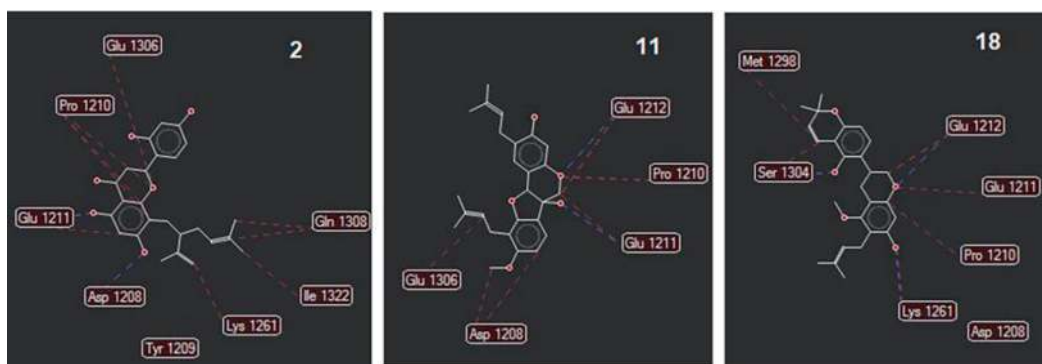 Glu 1306
2
Pro 1210
Glu 1211
Gln 1308
Asp 1208
Ile 1322
Lys 1261
Tyr 1209
11
Glu 1212
Pro 1210
Glu 1211
Glu 1306
Asp 1208
18
Met 1298
Glu 1212
Ser 1304
Glu 1211
Pro 1210
Lys 1261
Asp 1208